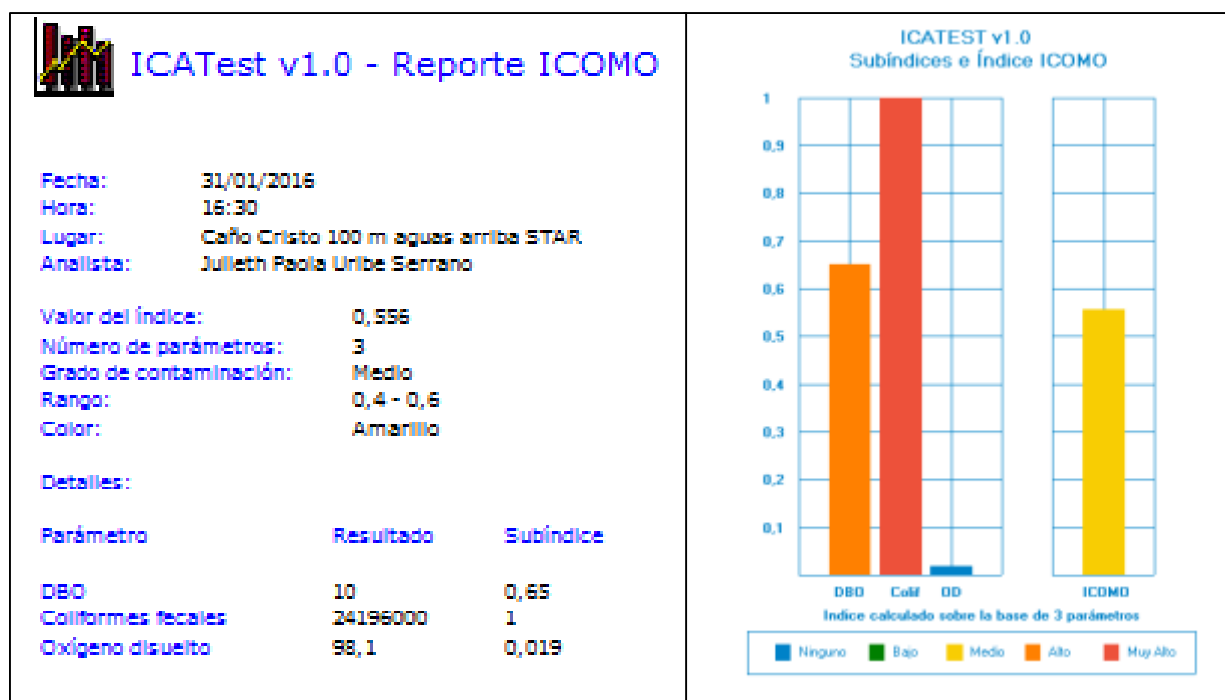 ICATest v1.0 - Reporte ICOMO
Fecha: 31/01/2016
Hora: 16:30
Lugar: Caño Cristo 100 m aguas arriba STAR
Analista: Julieth Paola Uribe Serrano
Valor del Índice: 0,556
Número de parámetros: 3
Grado de contaminación: Medio
Rango: 0,4 - 0,6
Color: Amarillo
Detalles:
Parámetro Resultado Subíndice
DBO 10 0,65
Coliformes fecales 24196000 1
Oxígeno disuelto 98,1 0,019
ICATEST v1.0
Subíndices e Índice ICOMO
1
0,9
0,8
0,7
0,6
0,5
0,4
0,3
0,2
0,1
DBO Colif OD ICOMO
Indice calculado sobre la base de 3 parámetros
Ninguno Bajo Medio Alto Muy Alto